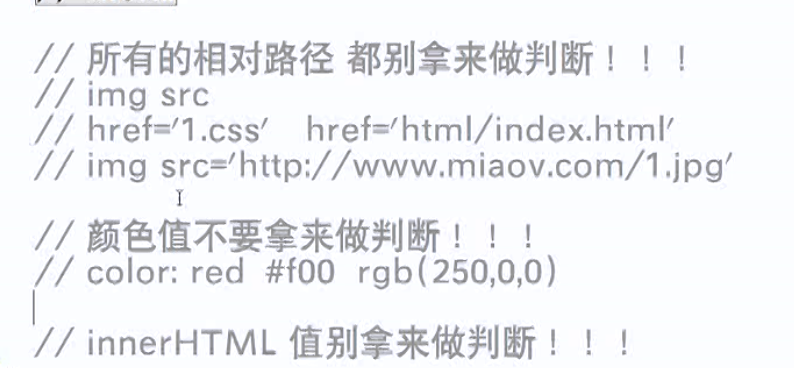 // 所有的相对路径 都别拿来做判断！！！
// img src
// href='1.css'   href='html/index.html'
// img src='http://www.miaov.com/1.jpg'
// 颜色值不要拿来做判断！！！
// color: red  #f00  rgb(250,0,0)
// innerHTML 值别拿来做判断！！！